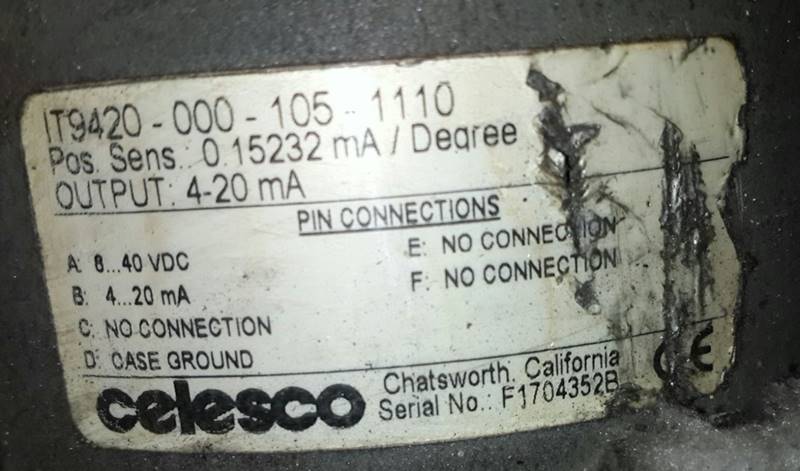 IT9420 - 000 - 105 - 1110
Pos. Sens.: 0.15232 mA / Degree
OUTPUT: 4-20 mA
PIN CONNECTIONS
A: 8...40 VDC
B: 4...20 mA
C: NO CONNECTION
D: CASE GROUND
E: NO CONNECTION
F: NO CONNECTION
celesco
Chatsworth, California
Serial No.: F1704352B
CE